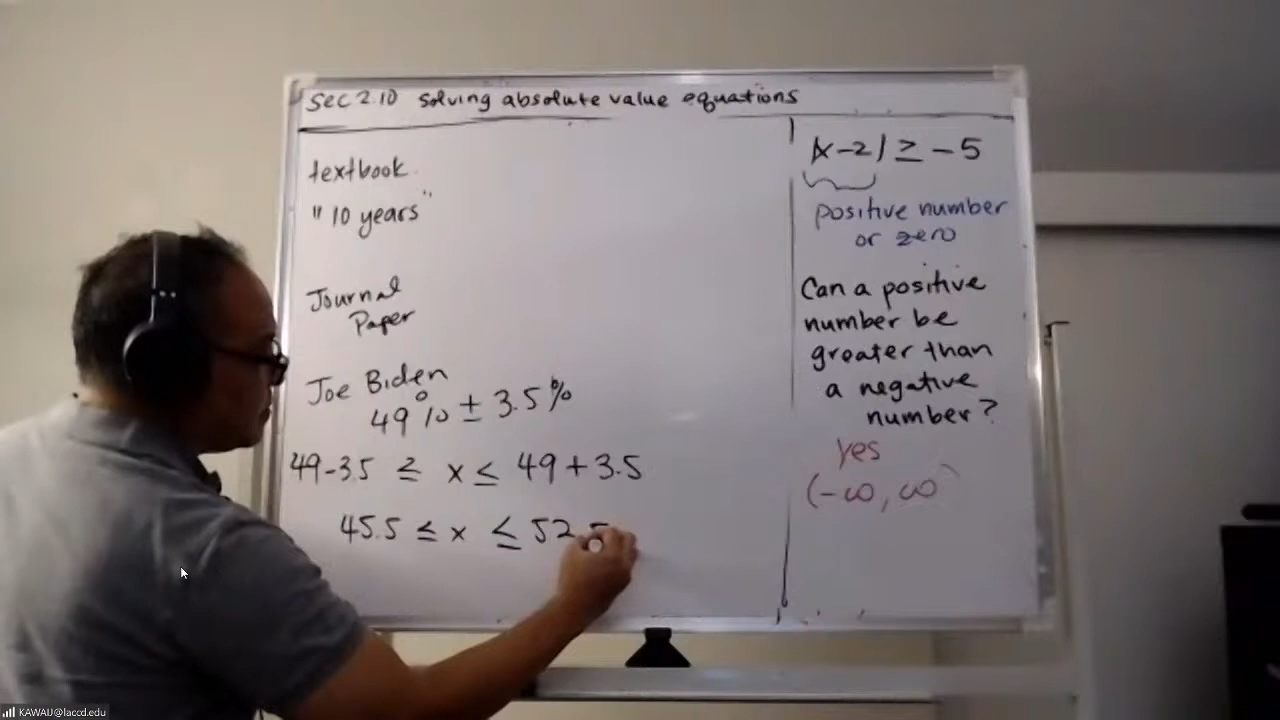 Sec 2.10 Solving absolute value equations
textbook.
"10 years"
Journal
Paper
Joe Biden
49% ± 3.5%
49-3.5 ≤ x ≤ 49+3.5
45.5 ≤ x ≤ 52.5
|x-2| ≥ -5
positive number
or zero
Can a positive
number be
greater than
a negative
number?
yes
(-∞, ∞)
KAWAIJ@laccd.edu